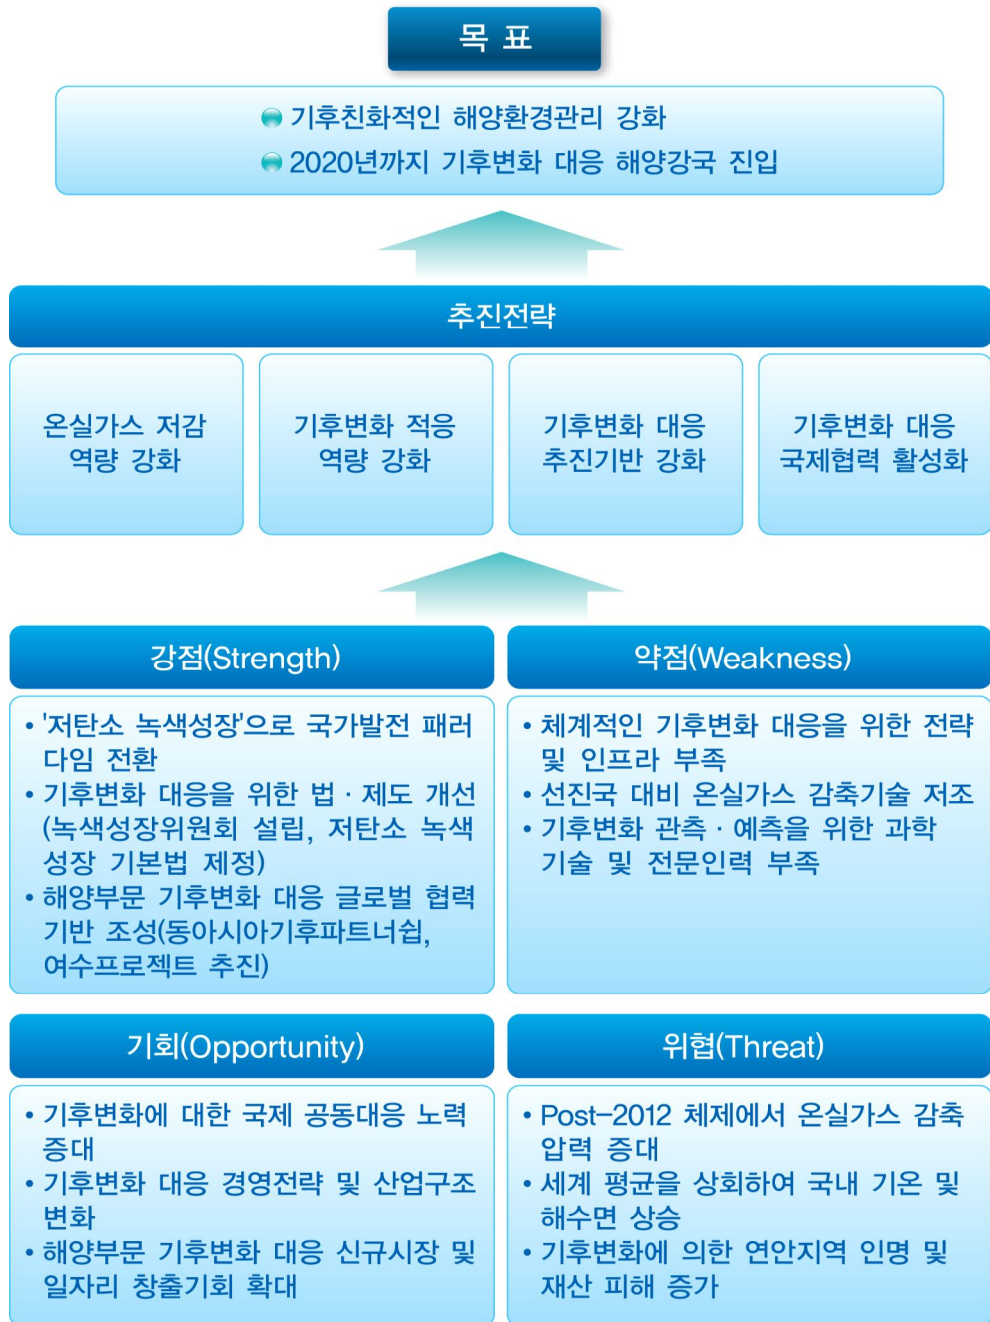 목 표
기후친화적인 해양환경관리 강화
2020년까지 기후변화 대응 해양강국 진입
추진전략
온실가스 저감
역량 강화
기후변화 적응
역량 강화
기후변화 대응
추진기반 강화
기후변화 대응
국제협력 활성화
강점(Strength)
• '저탄소 녹색성장'으로 국가발전 패러
다임 전환
• 기후변화 대응을 위한 법 · 제도 개선
(녹색성장위원회 설립, 저탄소 녹색
성장 기본법 제정)
• 해양부문 기후변화 대응 글로벌 협력
기반 조성(동아시아기후파트너쉽,
여수프로젝트 추진)
약점(Weakness)
• 체계적인 기후변화 대응을 위한 전략
및 인프라 부족
• 선진국 대비 온실가스 감축기술 저조
• 기후변화 관측 · 예측을 위한 과학
기술 및 전문인력 부족
기회(Opportunity)
• 기후변화에 대한 국제 공동대응 노력
증대
• 기후변화 대응 경영전략 및 산업구조
변화
• 해양부문 기후변화 대응 신규시장 및
일자리 창출기회 확대
위협(Threat)
• Post-2012 체제에서 온실가스 감축
압력 증대
• 세계 평균을 상회하여 국내 기온 및
해수면 상승
• 기후변화에 의한 연안지역 인명 및
재산 피해 증가